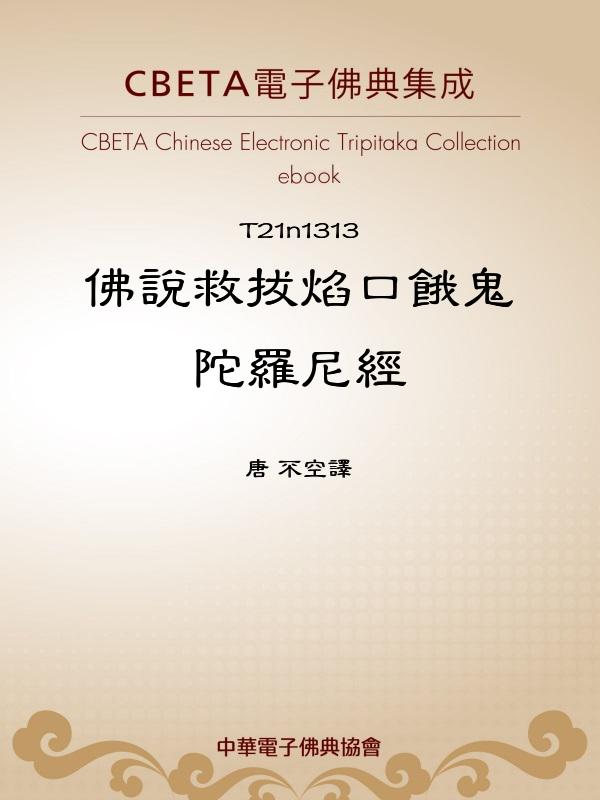 CBETA電子佛典集成
CBETA Chinese Electronic Tripitaka Collection
ebook
T21n1313
佛說救拔焰口餓鬼
陀羅尼經
唐 不空譯
中華電子佛典協會